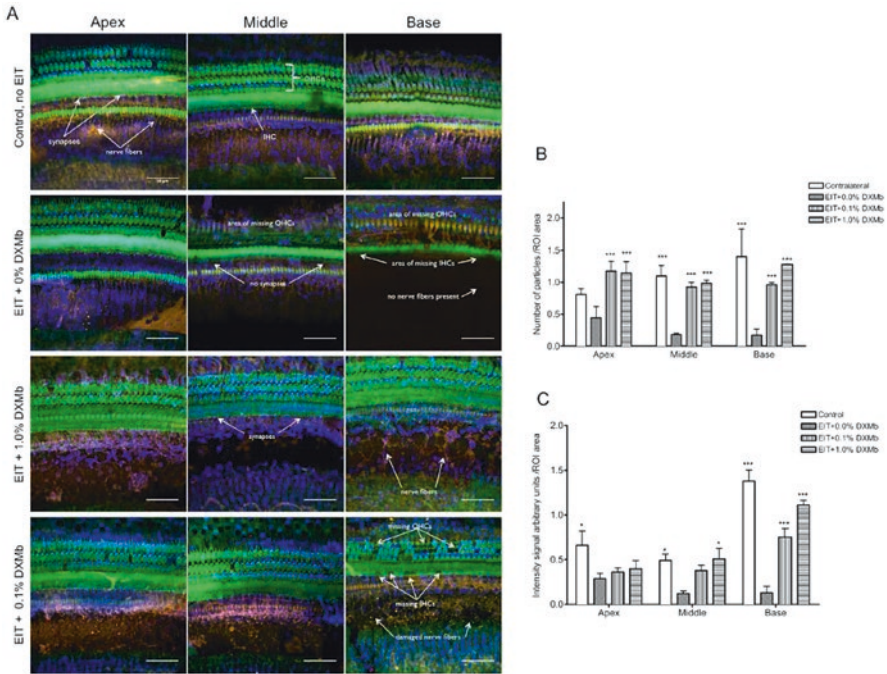 A
Apex
Middle
Base
Control, no EIT
OHCs
synapses
nerve fibers
IHC
EIT + 0% DXMb
area of missing OHCs
area of missing OHCs
no synapses
area of missing IHCs
no nerve fibers present
EIT + 1.0% DXMb
synapses
nerve fibers
EIT + 0.1% DXMb
missing OHCs
missing IHCs
damaged nerve fibers
B
Contralateral
EIT+0.0% DXMb
EIT+0.1% DXMb
EIT+1.0% DXMb
Number of particles /ROI area
2.0
1.5
1.0
0.5
0.0
***
***
***
***
***
***
***
***
Apex
Middle
Base
C
Control
EIT+0.0% DXMb
EIT+0.1% DXMb
EIT+1.0% DXMb
Intensity signal arbitrary units /ROI area
2.0
1.5
1.0
0.5
0.0
*
*
*
***
***
***
Apex
Middle
Base